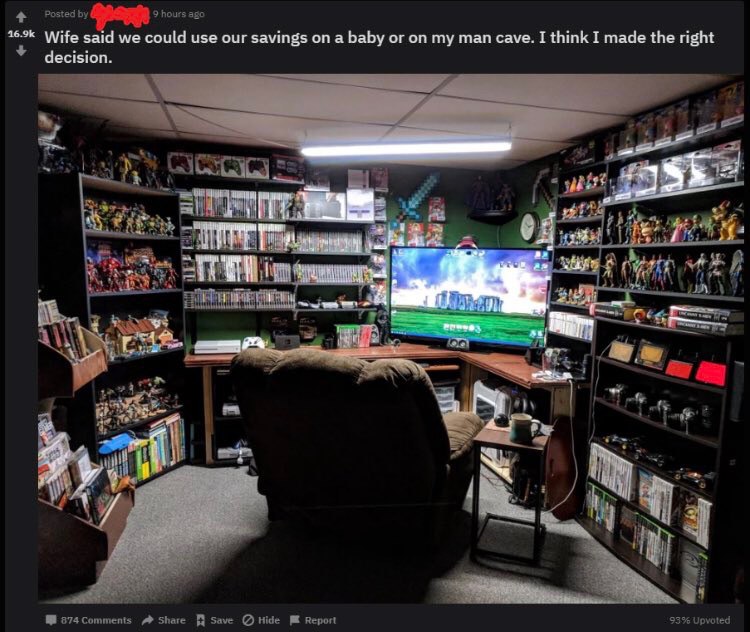 Posted by
9 hours ago
16.9k
Wife said we could use our savings on a baby or on my man cave. I think I made the right
decision.
874 Comments Share Save Hide Report
93% Upvoted